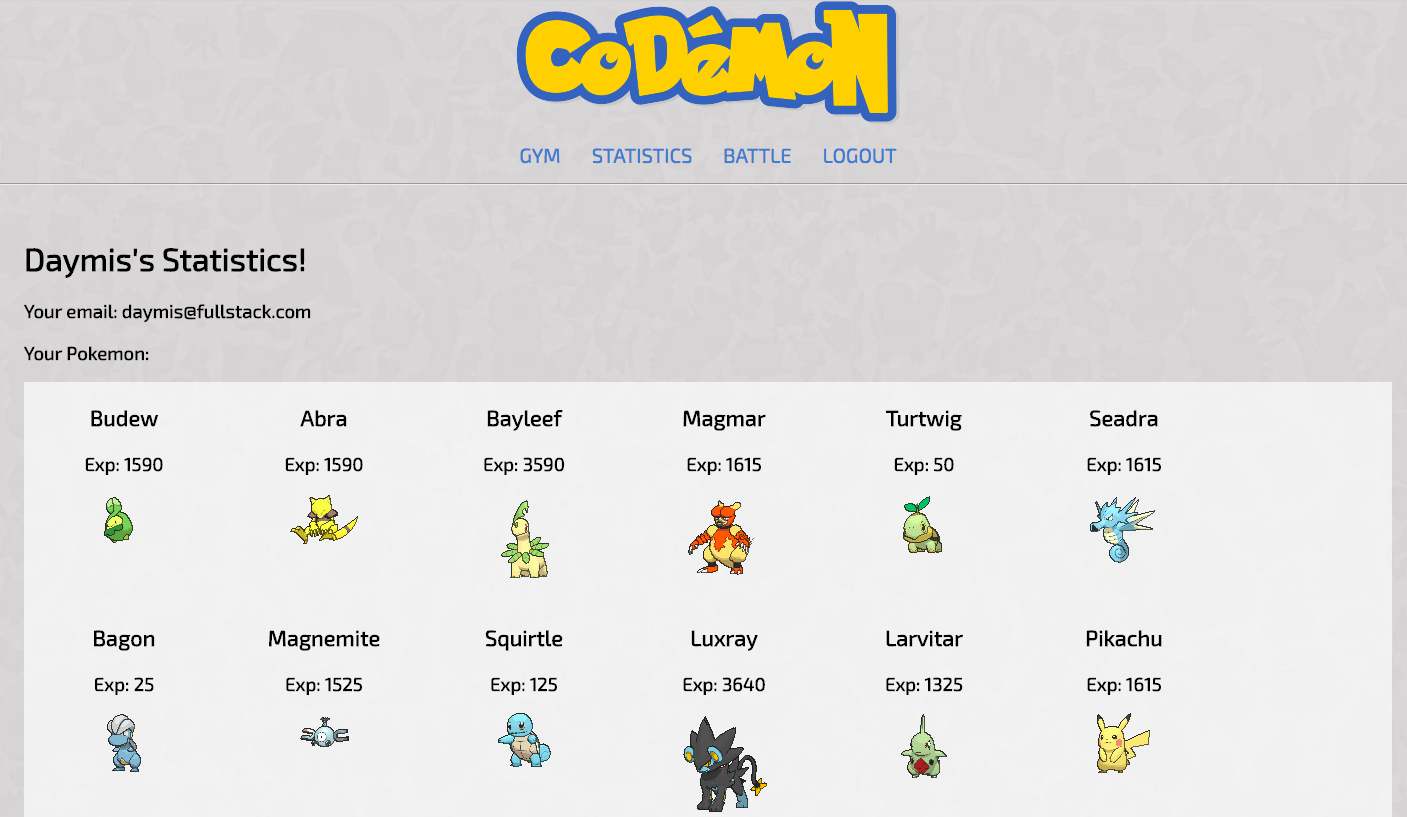 CoDéMoN
GYM STATISTICS BATTLE LOGOUT
Daymis's Statistics!
Your email: daymis@fullstack.com
Your Pokemon:
Budew Abra Bayleef Magmar Turtwig Seadra
Exp: 1590 Exp: 1590 Exp: 3590 Exp: 1615 Exp: 50 Exp: 1615
Bagon Magnemite Squirtle Luxray Larvitar Pikachu
Exp: 25 Exp: 1525 Exp: 125 Exp: 3640 Exp: 1325 Exp: 1615